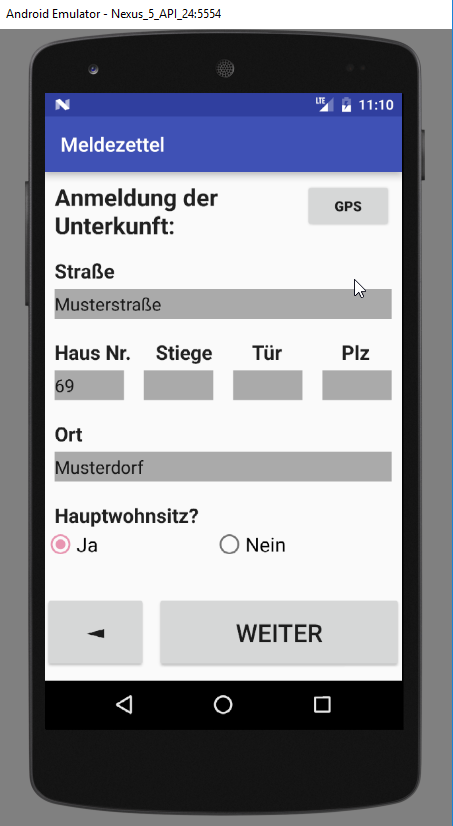 Android Emulator - Nexus_5_API_24:5554
LTE 11:10
Meldezettel
Anmeldung der
Unterkunft:
GPS
Straße
Musterstraße
Haus Nr. Stiege Tür Plz
69
Ort
Musterdorf
Hauptwohnsitz?
Ja Nein
WEITER